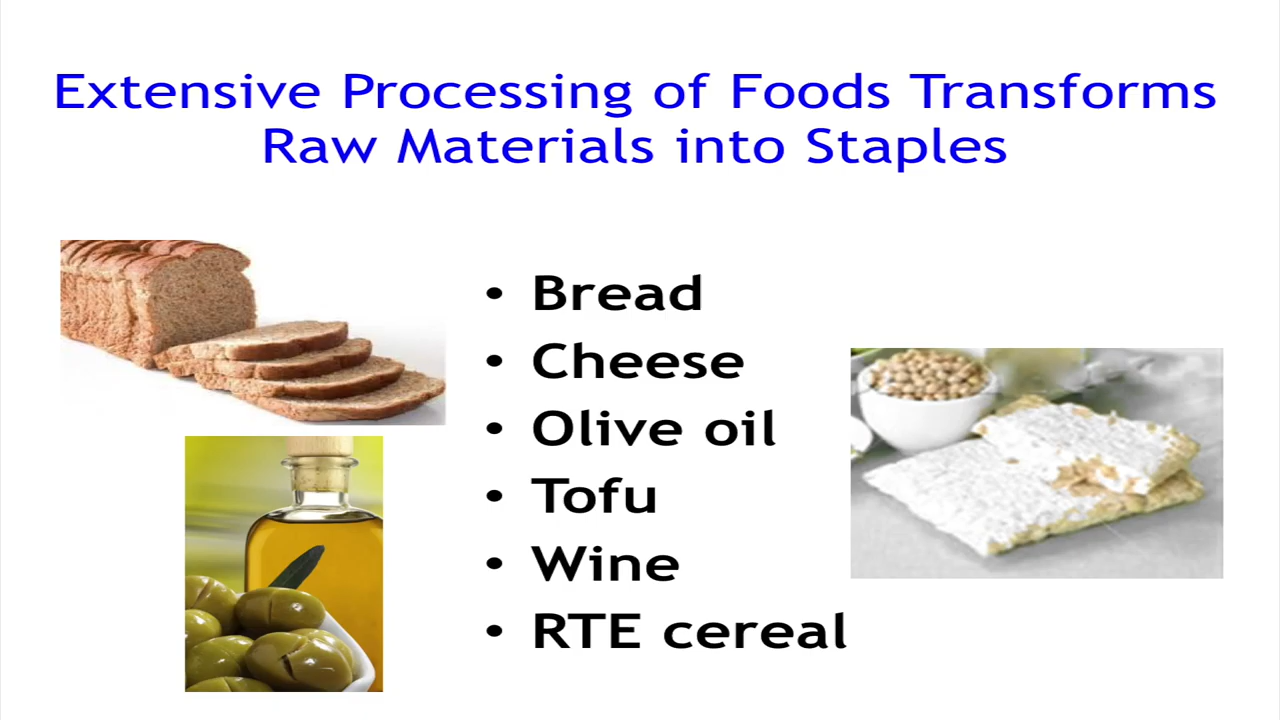 Extensive Processing of Foods Transforms
Raw Materials into Staples
• Bread
• Cheese
• Olive oil
• Tofu
• Wine
• RTE cereal